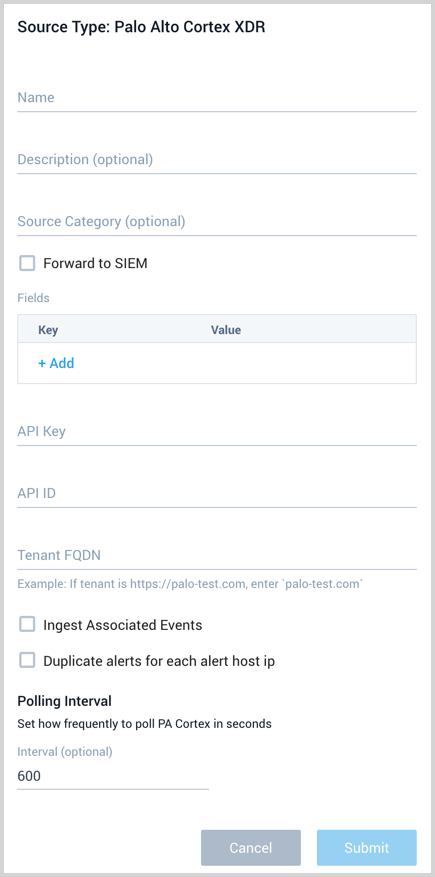 Source Type: Palo Alto Cortex XDR
Name
Description (optional)
Source Category (optional)
Forward to SIEM
Fields
Key Value
+ Add
API Key
API ID
Tenant FQDN
Example: If tenant is https://palo-test.com, enter `palo-test.com`
Ingest Associated Events
Duplicate alerts for each alert host ip
Polling Interval
Set how frequently to poll PA Cortex in seconds
Interval (optional)
600
Cancel Submit